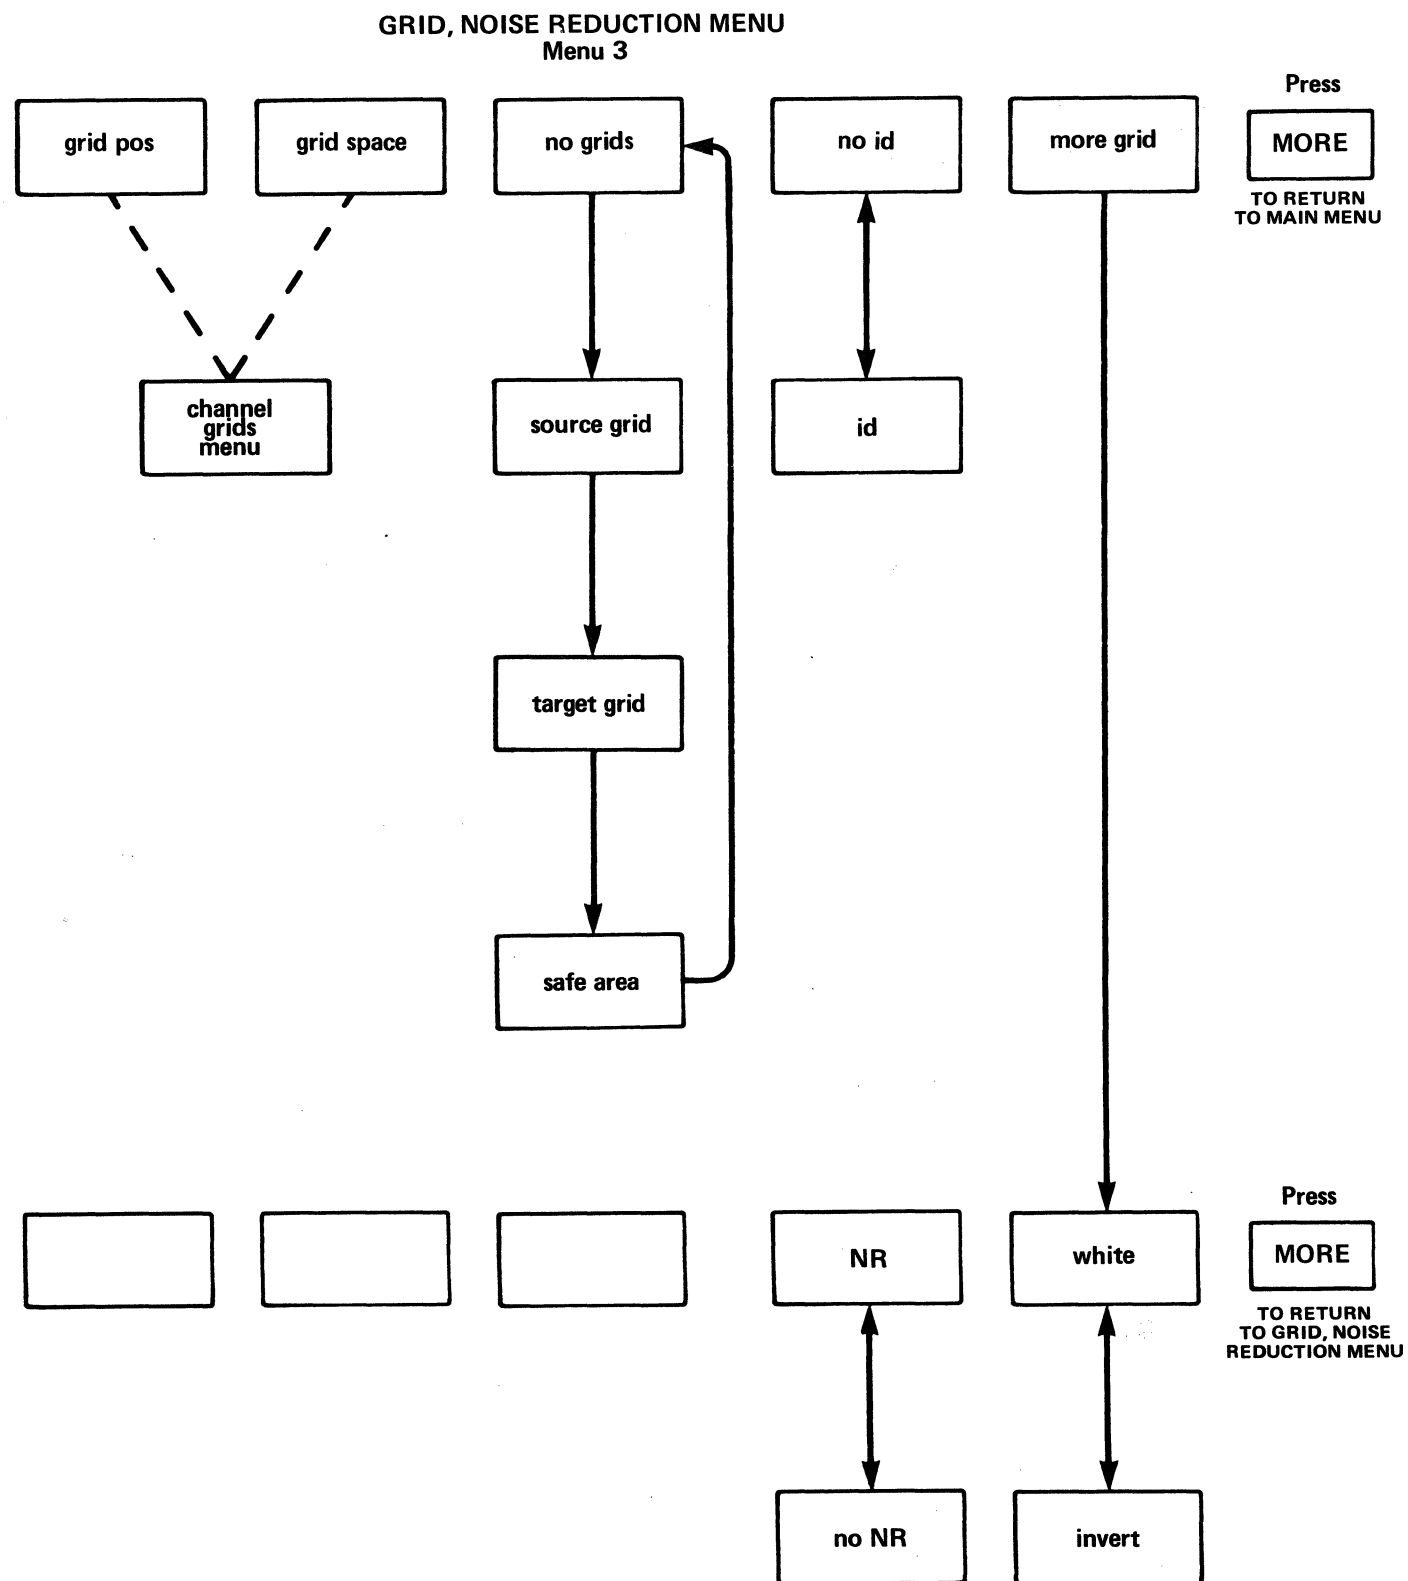 GRID, NOISE REDUCTION MENU
Menu 3
Press
grid pos
grid space
no grids
no id
more grid
MORE
TO RETURN
TO MAIN MENU
channel
grids
menu
source grid
id
target grid
safe area
Press
NR
white
MORE
TO RETURN
TO GRID, NOISE
REDUCTION MENU
no NR
invert